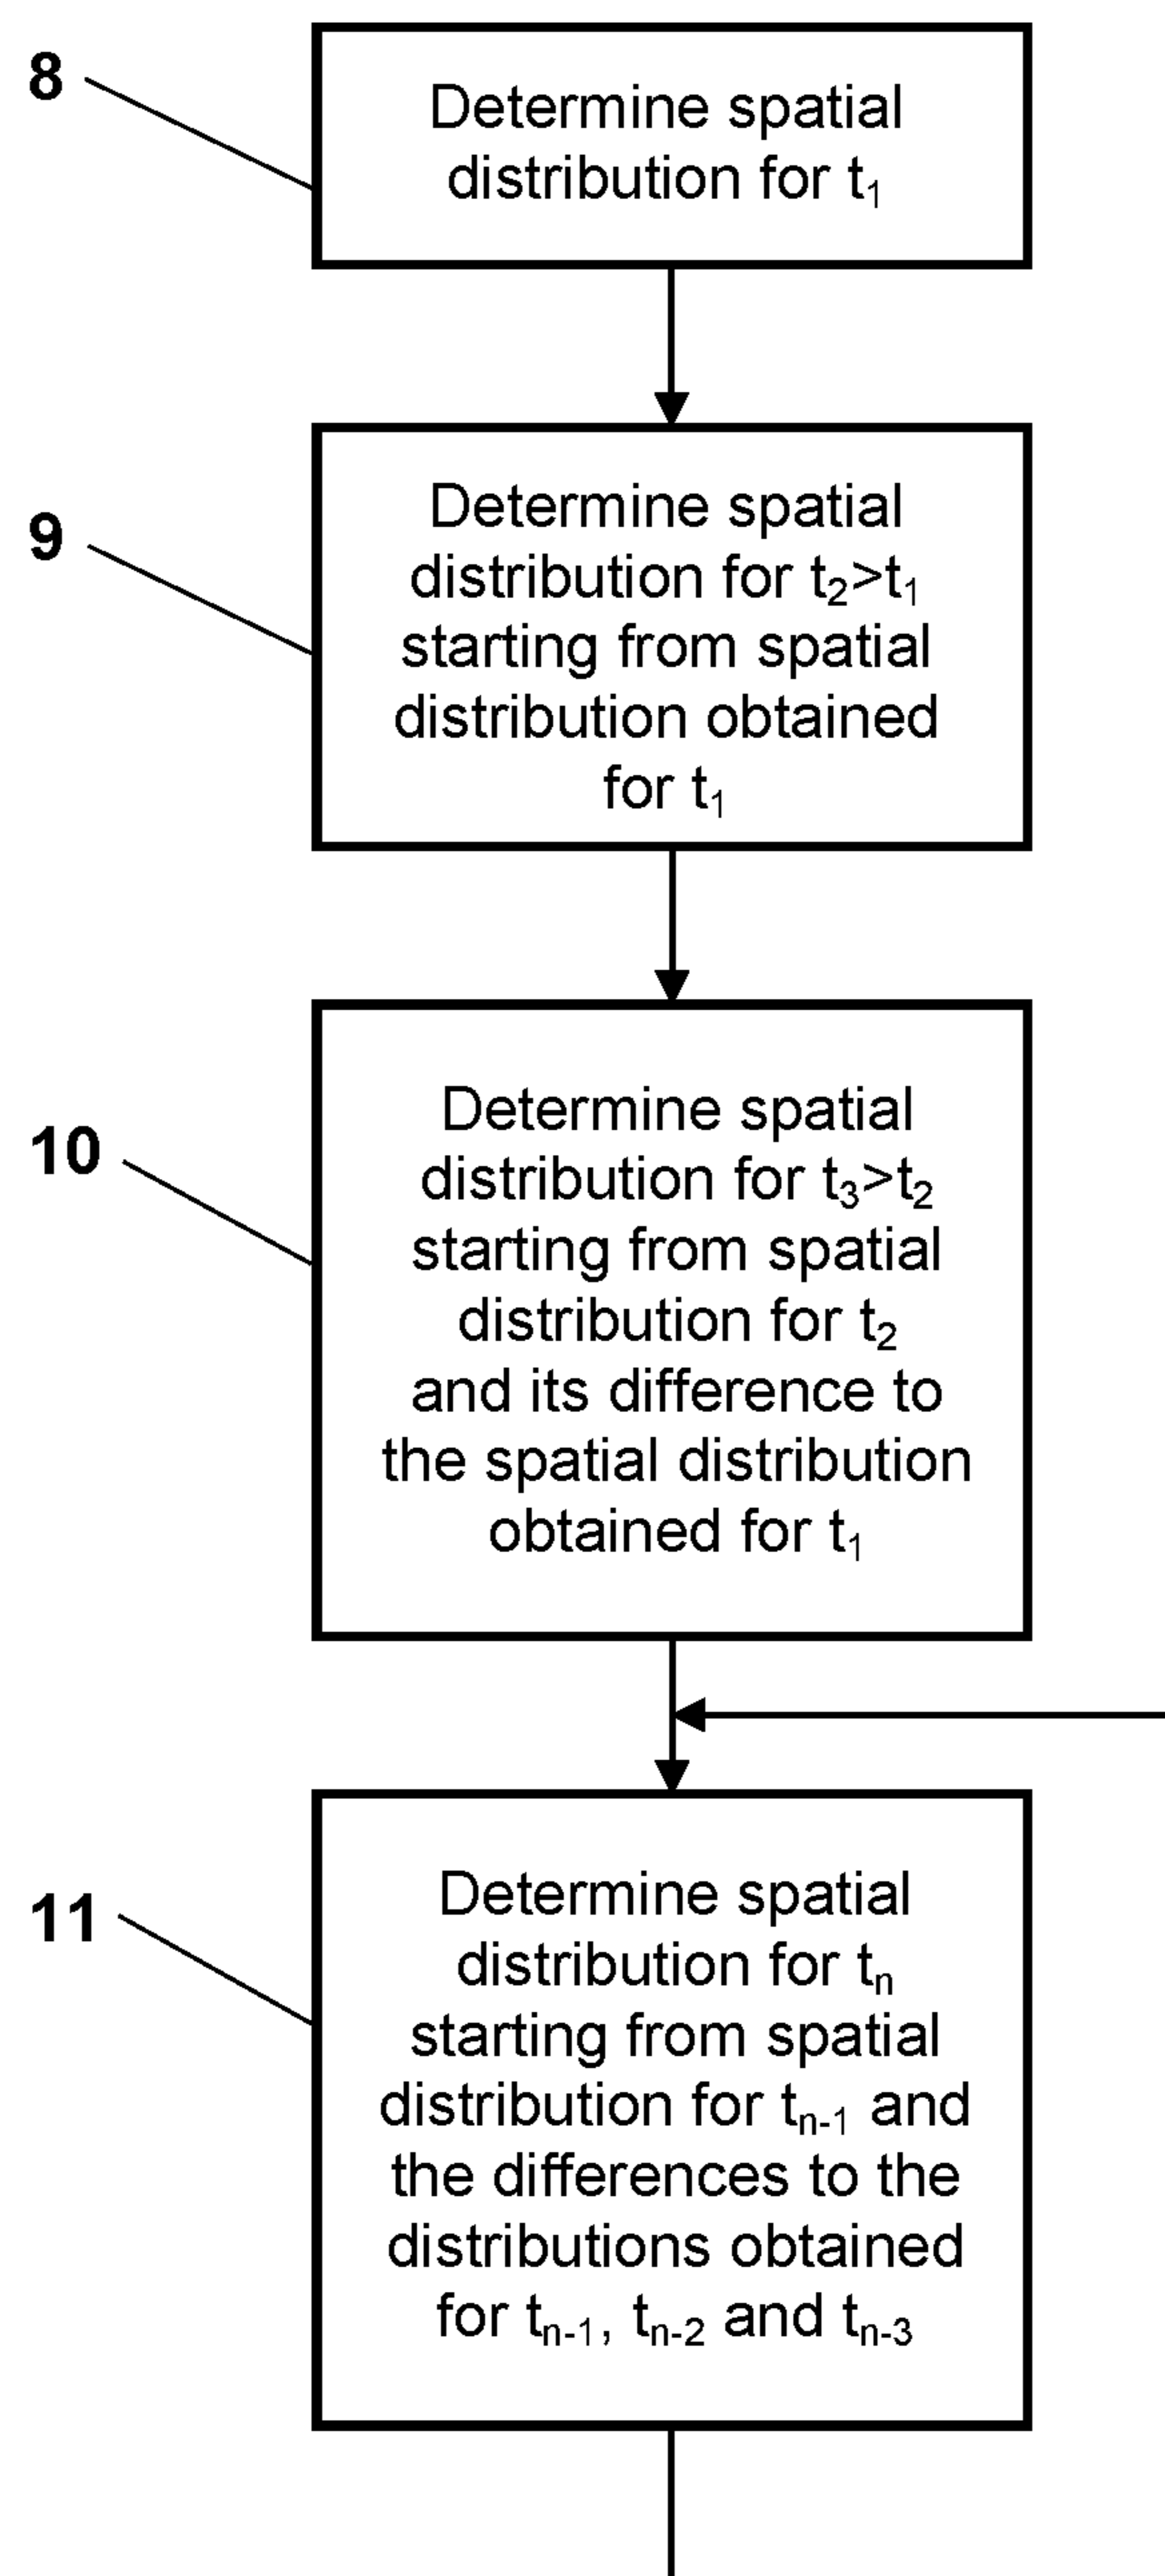 8
Determine spatial
distribution for t₁
9
Determine spatial
distribution for t₂>t₁
starting from spatial
distribution obtained
for t₁
10
Determine spatial
distribution for t₃>t₂
starting from spatial
distribution for t₂
and its difference to
the spatial distribution
obtained for t₁
11
Determine spatial
distribution for tₙ
starting from spatial
distribution for tₙ₋₁ and
the differences to the
distributions obtained
for tₙ₋₁, tₙ₋₂ and tₙ₋₃